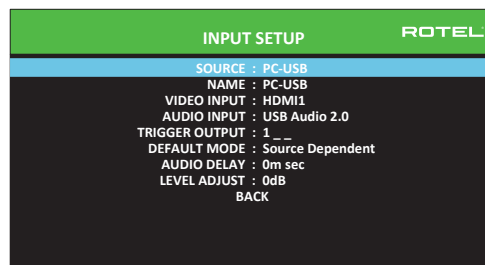 INPUT SETUP
ROTEL
SOURCE : PC-USB
NAME : PC-USB
VIDEO INPUT : HDMI1
AUDIO INPUT : USB Audio 2.0
TRIGGER OUTPUT : 1 _ _
DEFAULT MODE : Source Dependent
AUDIO DELAY : 0m sec
LEVEL ADJUST : 0dB
BACK